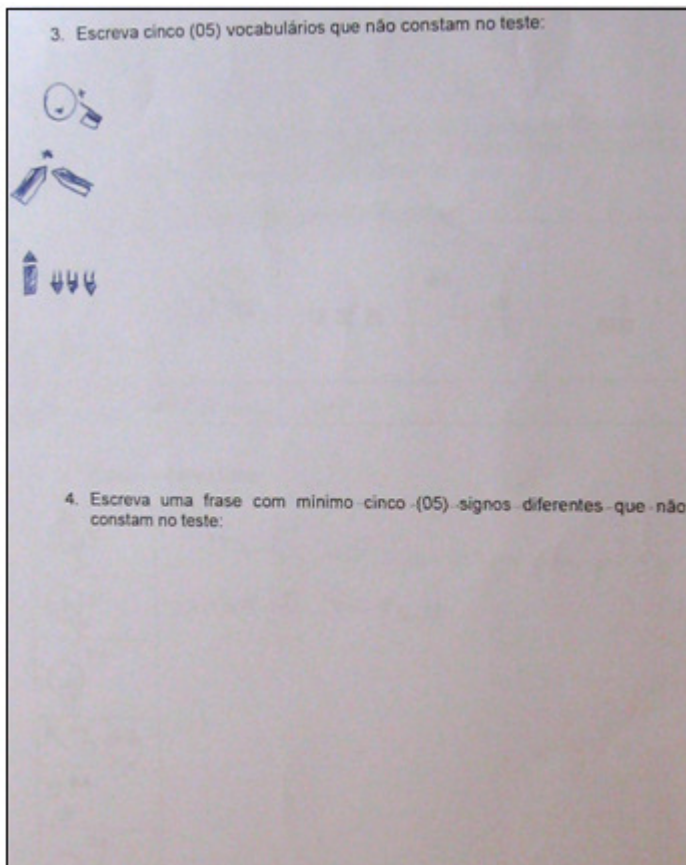 3. Escreva cinco (05) vocabulários que não constam no teste:
4. Escreva uma frase com mínimo cinco (05) signos diferentes que não
constam no teste: